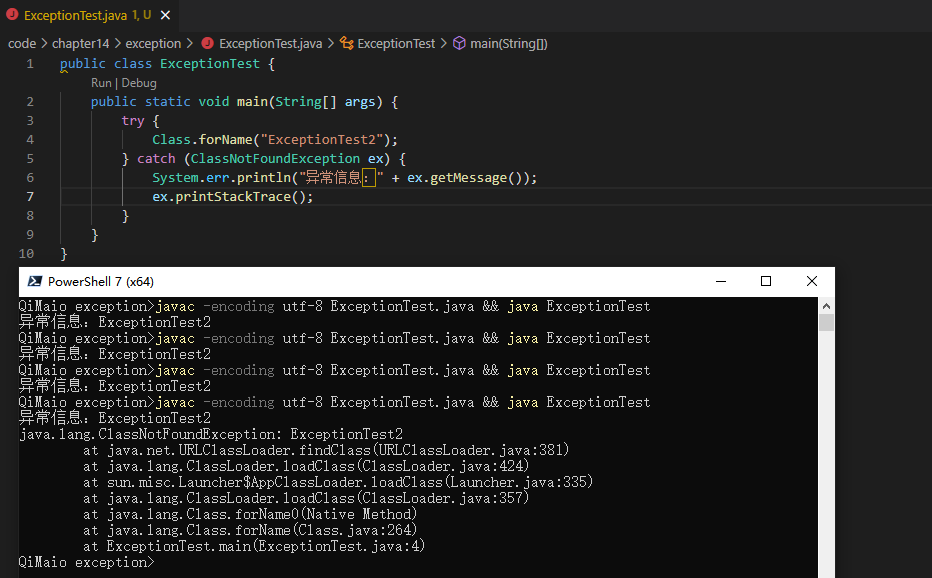 ExceptionTest.java 1, U
code > chapter14 > exception > ExceptionTest.java > ExceptionTest > main(String[])
1 public class ExceptionTest {
Run | Debug
2 public static void main(String[] args) {
3 try {
4 Class.forName("ExceptionTest2");
5 } catch (ClassNotFoundException ex) {
6 System.err.println("异常信息：" + ex.getMessage());
7 ex.printStackTrace();
8 }
9 }
10 }
PowerShell 7 (x64)
QiMaio exception>javac -encoding utf-8 ExceptionTest.java && java ExceptionTest
异常信息：ExceptionTest2
QiMaio exception>javac -encoding utf-8 ExceptionTest.java && java ExceptionTest
异常信息：ExceptionTest2
QiMaio exception>javac -encoding utf-8 ExceptionTest.java && java ExceptionTest
异常信息：ExceptionTest2
QiMaio exception>javac -encoding utf-8 ExceptionTest.java && java ExceptionTest
异常信息：ExceptionTest2
java.lang.ClassNotFoundException: ExceptionTest2
at java.net.URLClassLoader.findClass(URLClassLoader.java:381)
at java.lang.ClassLoader.loadClass(ClassLoader.java:424)
at sun.misc.Launcher$AppClassLoader.loadClass(Launcher.java:335)
at java.lang.ClassLoader.loadClass(ClassLoader.java:357)
at java.lang.Class.forName0(Native Method)
at java.lang.Class.forName(Class.java:264)
at ExceptionTest.main(ExceptionTest.java:4)
QiMaio exception>